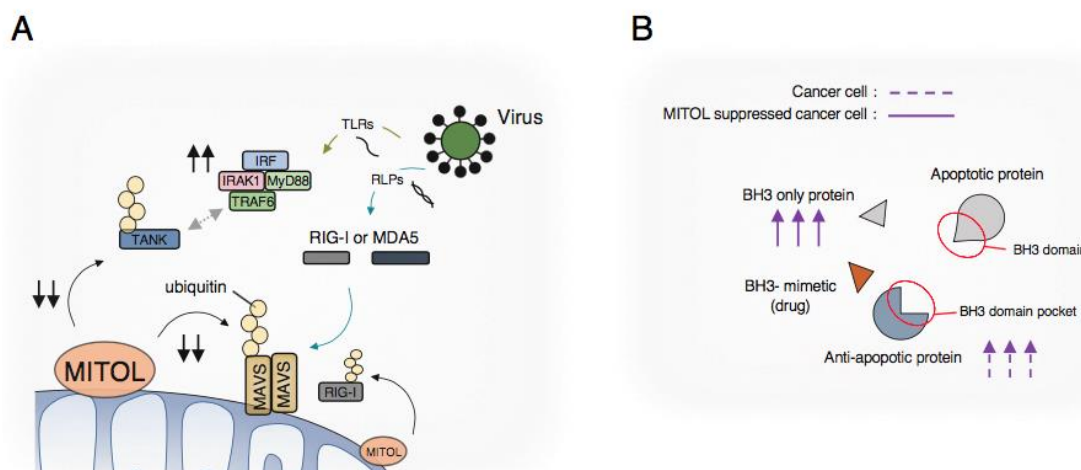 A
Virus
TLRs
IRF
IRAK1 MyD88
TRAF6
RLPs
TANK
RIG-I or MDA5
ubiquitin
MITOL
MAVS
MAVS
RIG-I
MITOL
B
Cancer cell :
MITOL suppressed cancer cell :
Apoptotic protein
BH3 only protein
BH3 domain
BH3- mimetic
(drug)
BH3 domain pocket
Anti-apopotic protein